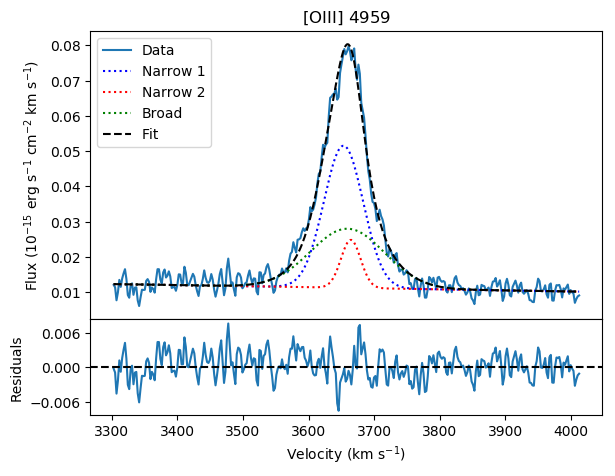 [OIII] 4959
Data
Narrow 1
Narrow 2
Broad
Fit
Flux (10⁻¹⁵ erg s⁻¹ cm⁻² km s⁻¹)
0.08
0.07
0.06
0.05
0.04
0.03
0.02
0.01
Residuals
0.006
0.000
−0.006
3300 3400 3500 3600 3700 3800 3900 4000
Velocity (km s⁻¹)